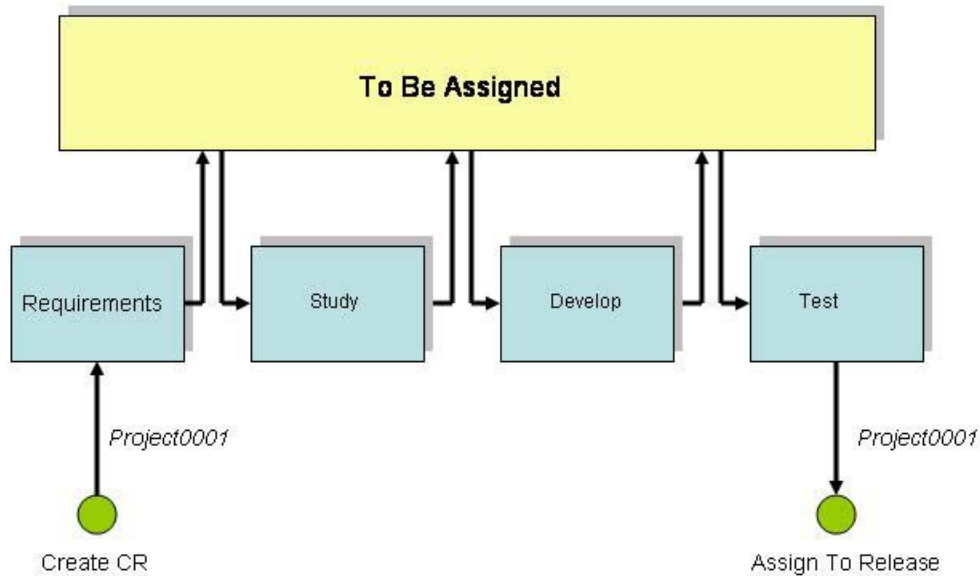 To Be Assigned
Requirements
Study
Develop
Test
Project0001
Project0001
Create CR
Assign To Release